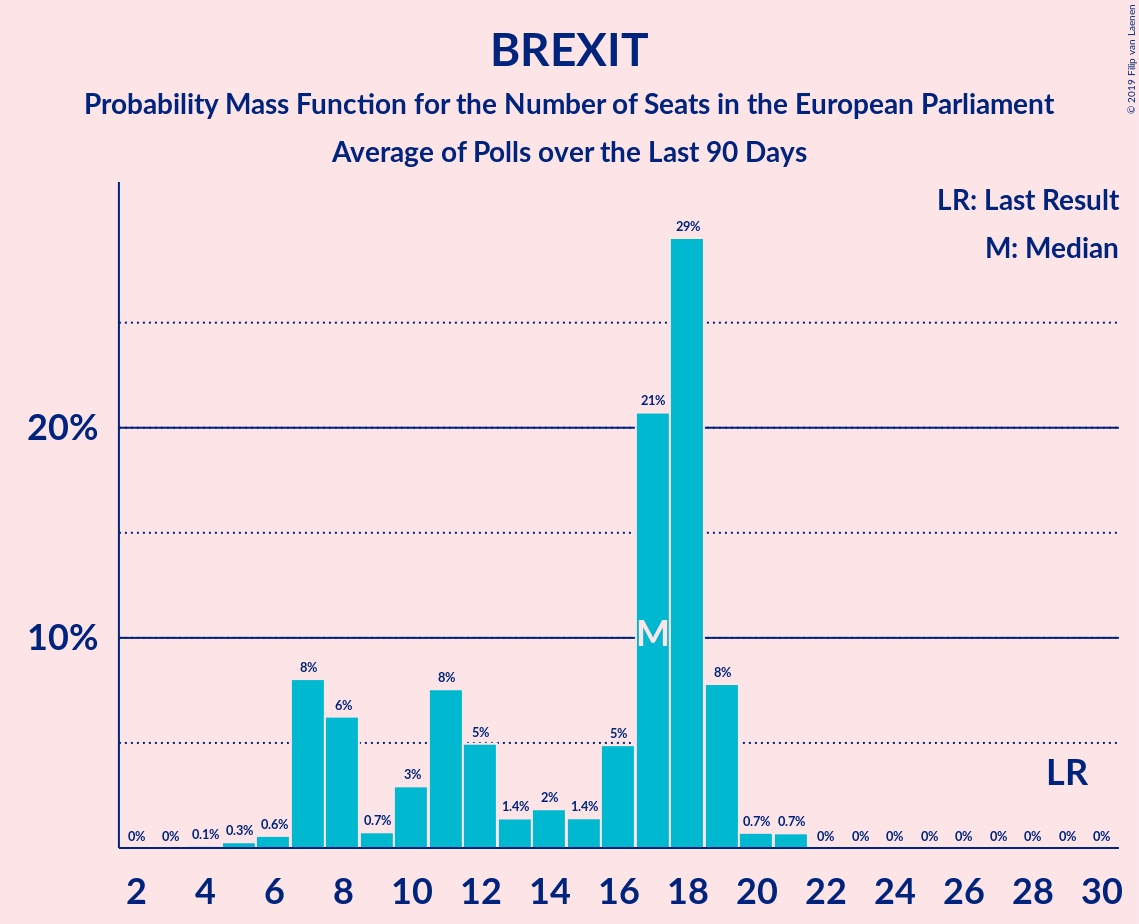 BREXIT
Probability Mass Function for the Number of Seats in the European Parliament
Average of Polls over the Last 90 Days
© 2019 Filip van Laenen
LR: Last Result
M: Median
20%
10%
0% 0% 0.1% 0.3% 0.6% 8% 6% 0.7% 3% 8% 5% 1.4% 2% 1.4% 5% 21% 29% 8% 0.7% 0.7% 0% 0% 0% 0% 0% 0% 0% 0% 0%
M
LR
2 4 6 8 10 12 14 16 18 20 22 24 26 28 30